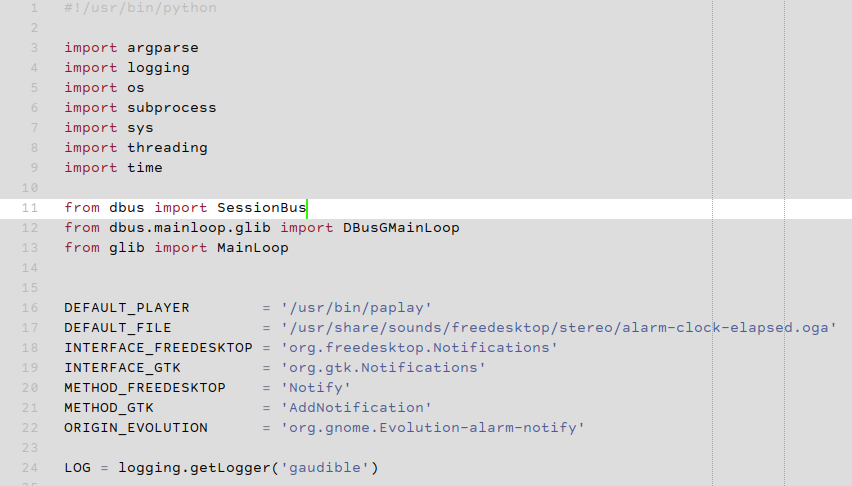 1 #!/usr/bin/python
2
3 import argparse
4 import logging
5 import os
6 import subprocess
7 import sys
8 import threading
9 import time
10
11 from dbus import SessionBus
12 from dbus.mainloop.glib import DBusGMainLoop
13 from glib import MainLoop
14
15
16 DEFAULT_PLAYER        = '/usr/bin/paplay'
17 DEFAULT_FILE          = '/usr/share/sounds/freedesktop/stereo/alarm-clock-elapsed.oga'
18 INTERFACE_FREEDESKTOP = 'org.freedesktop.Notifications'
19 INTERFACE_GTK         = 'org.gtk.Notifications'
20 METHOD_FREEDESKTOP    = 'Notify'
21 METHOD_GTK            = 'AddNotification'
22 ORIGIN_EVOLUTION      = 'org.gnome.Evolution-alarm-notify'
23
24 LOG = logging.getLogger('gaudible')